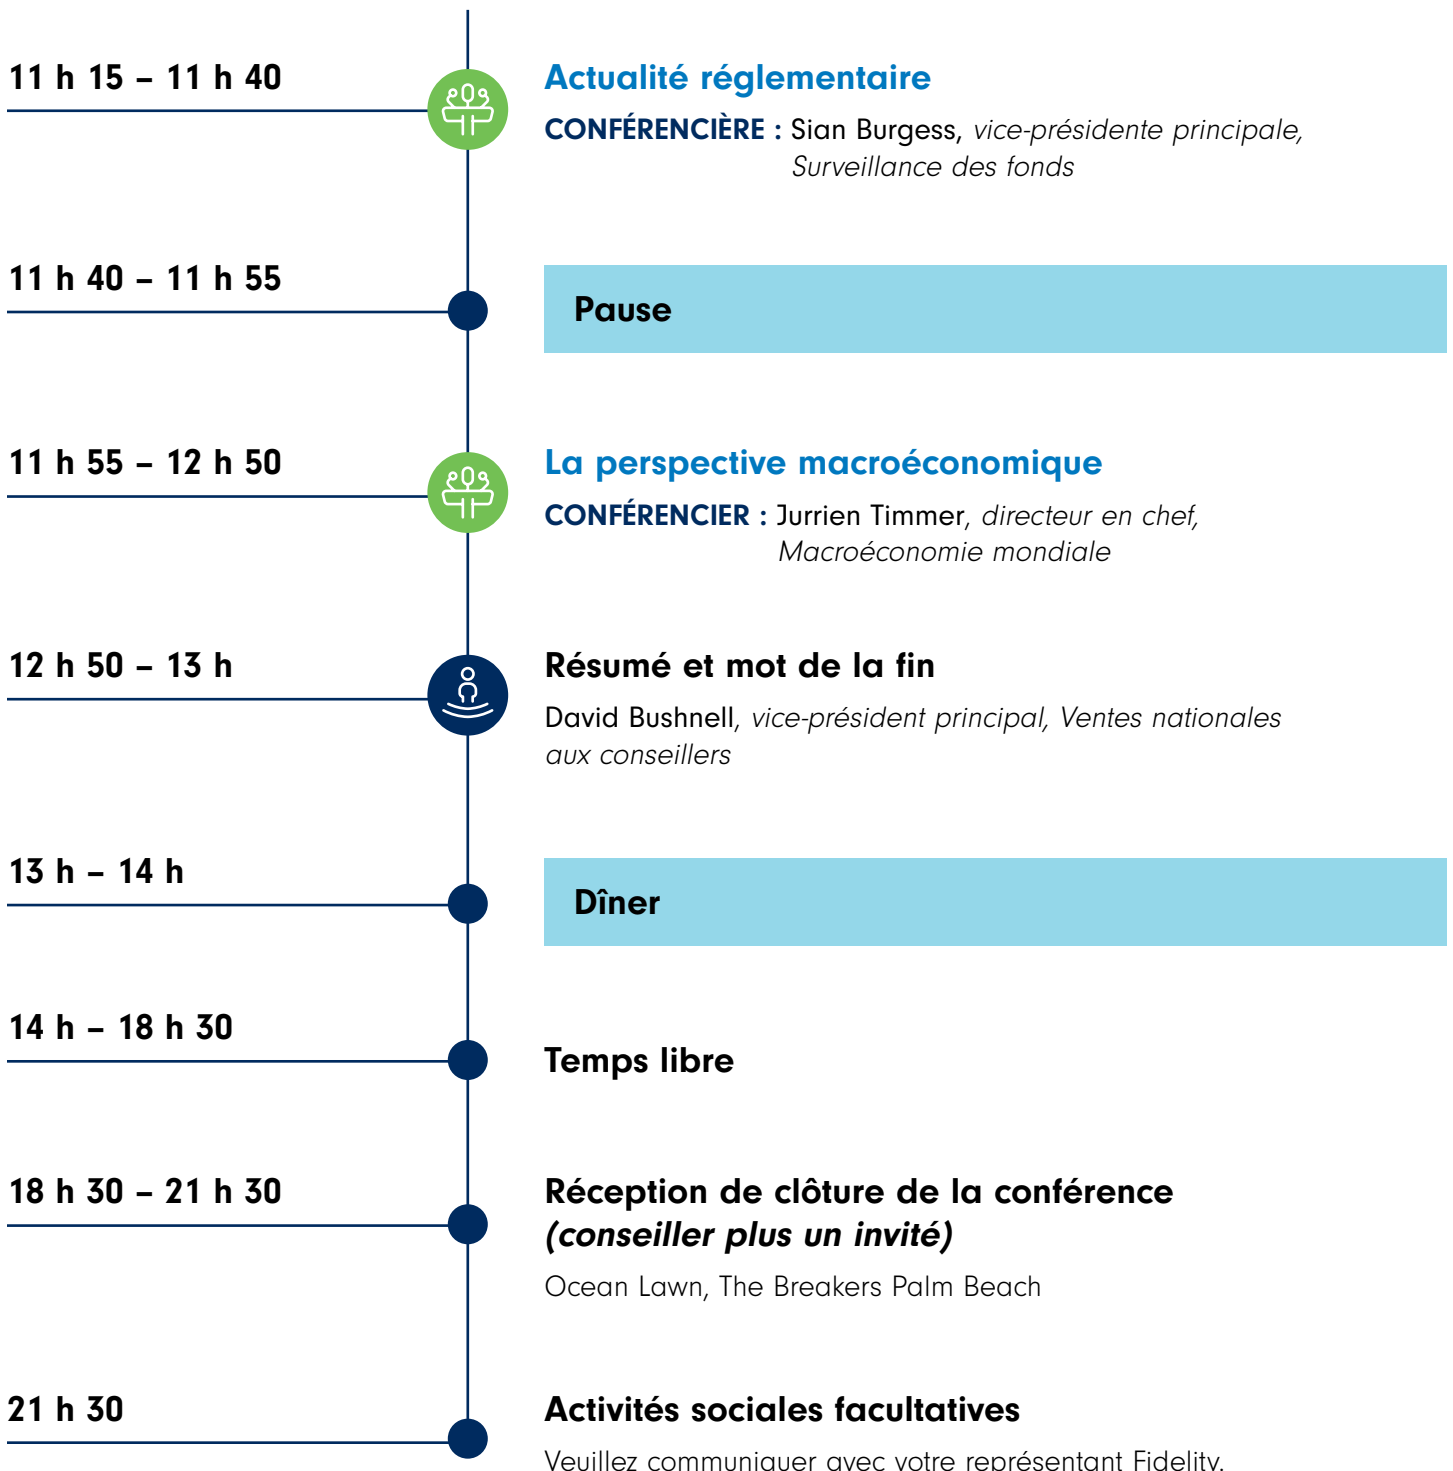 11 h 15 – 11 h 40
Actualité réglementaire
CONFÉRENCIÈRE : Sian Burgess, vice-présidente principale,
Surveillance des fonds
11 h 40 – 11 h 55
Pause
11 h 55 – 12 h 50
La perspective macroéconomique
CONFÉRENCIER : Jurrien Timmer, directeur en chef,
Macroéconomie mondiale
12 h 50 – 13 h
Résumé et mot de la fin
David Bushnell, vice-président principal, Ventes nationales
aux conseillers
13 h – 14 h
Dîner
14 h – 18 h 30
Temps libre
18 h 30 – 21 h 30
Réception de clôture de la conférence
(conseiller plus un invité)
Ocean Lawn, The Breakers Palm Beach
21 h 30
Activités sociales facultatives
Veuillez communiquer avec votre représentant Fidelity.